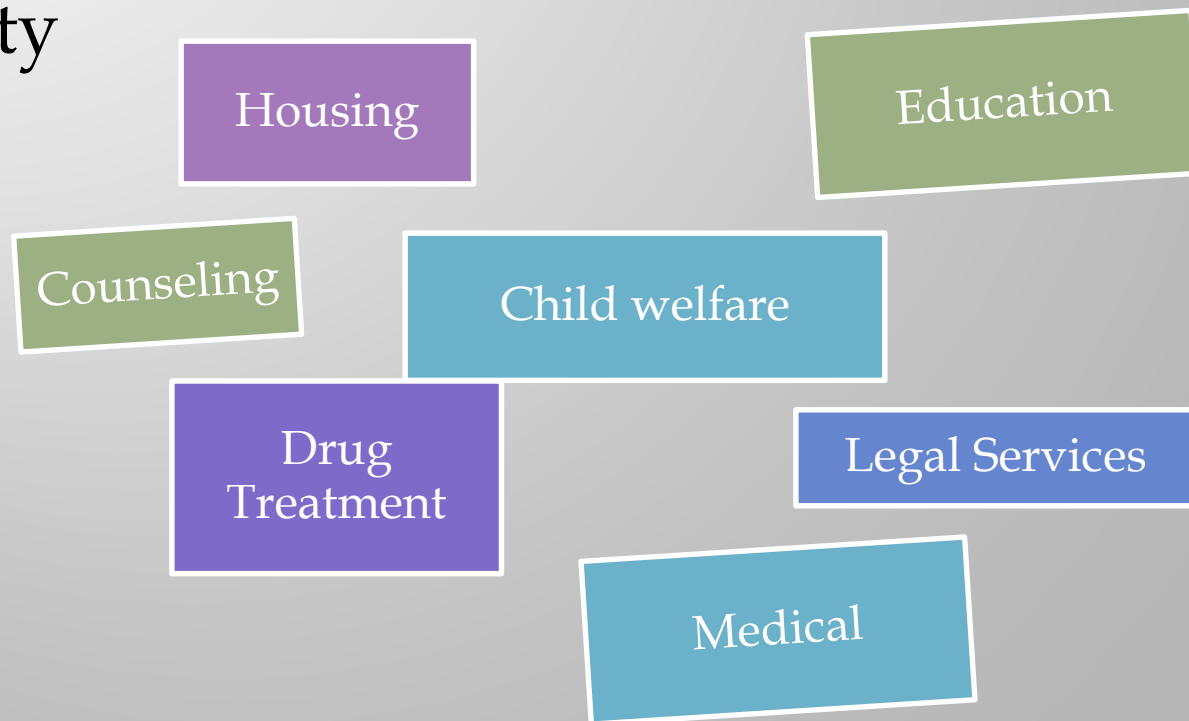 ty
Housing
Education
Counseling
Child welfare
Drug
Treatment
Legal Services
Medical